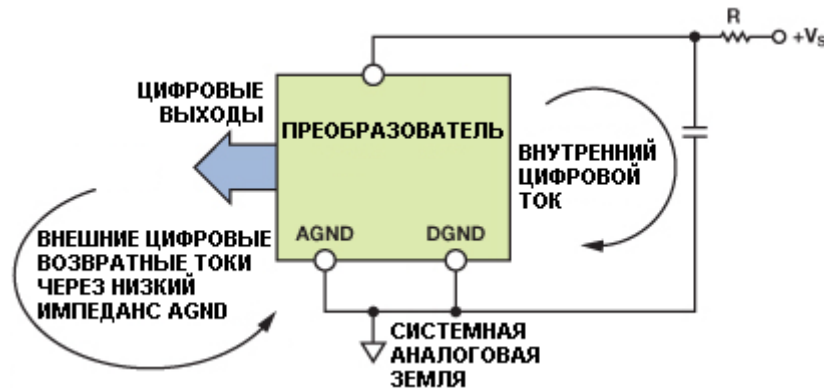 R
+VS
ЦИФРОВЫЕ
ВЫХОДЫ
ПРЕОБРАЗОВАТЕЛЬ
ВНУТРЕННИЙ
ЦИФРОВОЙ
ТОК
AGND
DGND
ВНЕШНИЕ ЦИФРОВЫЕ
ВОЗВРАТНЫЕ ТОКИ
ЧЕРЕЗ НИЗКИЙ
ИМПЕДАНС AGND
СИСТЕМНАЯ
АНАЛОГОВАЯ
ЗЕМЛЯ